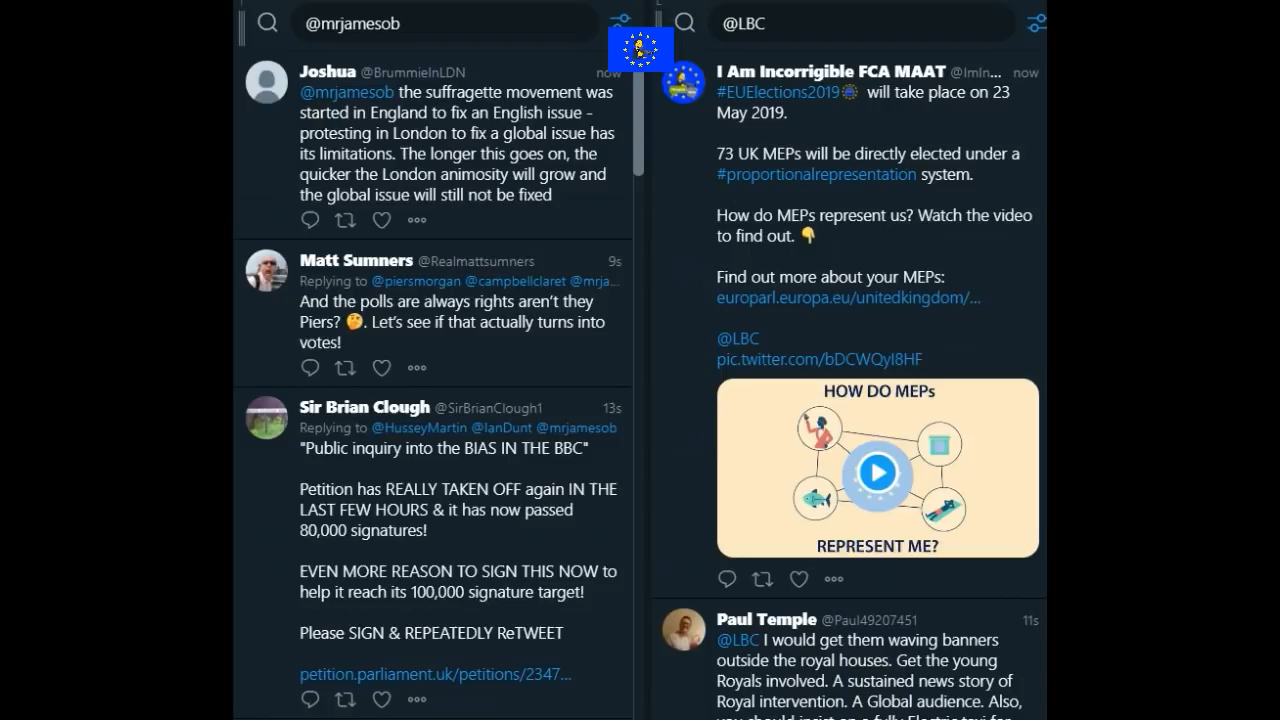 @mrjamesob
Joshua @BrummieInLDN now
@mrjamesob the suffragette movement was
started in England to fix an English issue -
protesting in London to fix a global issue has
its limitations. The longer this goes on, the
quicker the London animosity will grow and
the global issue will still not be fixed
Matt Sumners @Realmattsumners 9s
Replying to @piersmorgan @campbellclaret @mrja...
And the polls are always rights aren't they
Piers? 🤔. Let's see if that actually turns into
votes!
Sir Brian Clough @SirBrianClough1 13s
Replying to @HusseyMartin @IanDunt @mrjamesob
"Public inquiry into the BIAS IN THE BBC"
Petition has REALLY TAKEN OFF again IN THE
LAST FEW HOURS & it has now passed
80,000 signatures!
EVEN MORE REASON TO SIGN THIS NOW to
help it reach its 100,000 signature target!
Please SIGN & REPEATEDLY ReTWEET
petition.parliament.uk/petitions/2347...
@LBC
I Am Incorrigible FCA MAAT @ImIn... now
#EUElections2019 will take place on 23
May 2019.
73 UK MEPs will be directly elected under a
#proportionalrepresentation system.
How do MEPs represent us? Watch the video
to find out. 👇
Find out more about your MEPs:
europarl.europa.eu/unitedkingdom/...
@LBC
pic.twitter.com/bDCWQyI8HF
HOW DO MEPs
REPRESENT ME?
Paul Temple @Paul49207451 11s
@LBC I would get them waving banners
outside the royal houses. Get the young
Royals involved. A sustained news story of
Royal intervention. A Global audience. Also,